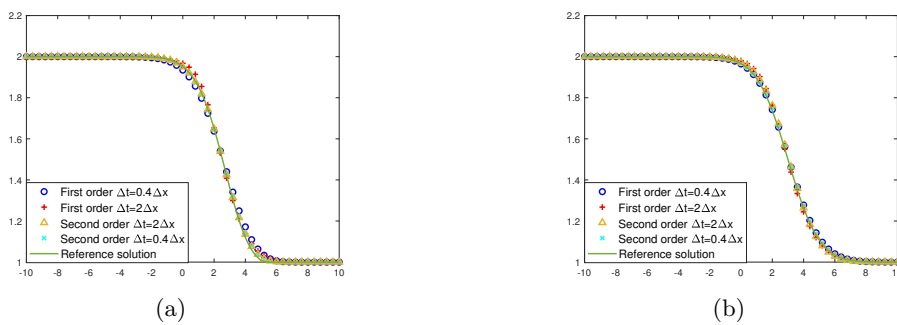 2.2
2
1.8
1.6
1.4
1.2
1
First order Δt=0.4Δx
First order Δt=2Δx
Second order Δt=2Δx
Second order Δt=0.4Δx
Reference solution
-10 -8 -6 -4 -2 0 2 4 6 8 10
(a)
2.2
2
1.8
1.6
1.4
1.2
1
First order Δt=0.4Δx
First order Δt=2Δx
Second order Δt=2Δx
Second order Δt=0.4Δx
Reference solution
-10 -8 -6 -4 -2 0 2 4 6 8 10
(b)